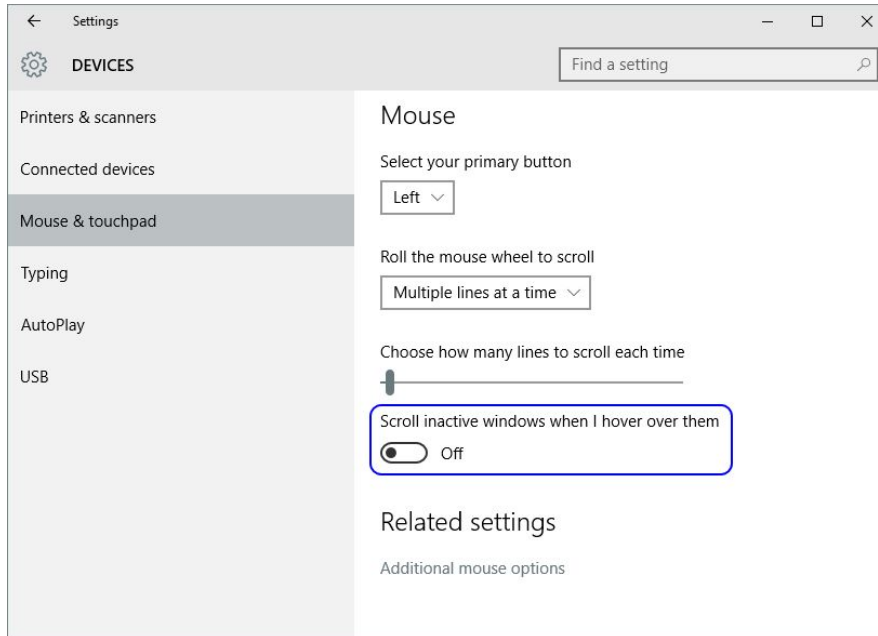 Settings
DEVICES
Find a setting
Printers & scanners
Connected devices
Mouse & touchpad
Typing
AutoPlay
USB
Mouse
Select your primary button
Left
Roll the mouse wheel to scroll
Multiple lines at a time
Choose how many lines to scroll each time
Scroll inactive windows when I hover over them
Off
Related settings
Additional mouse options